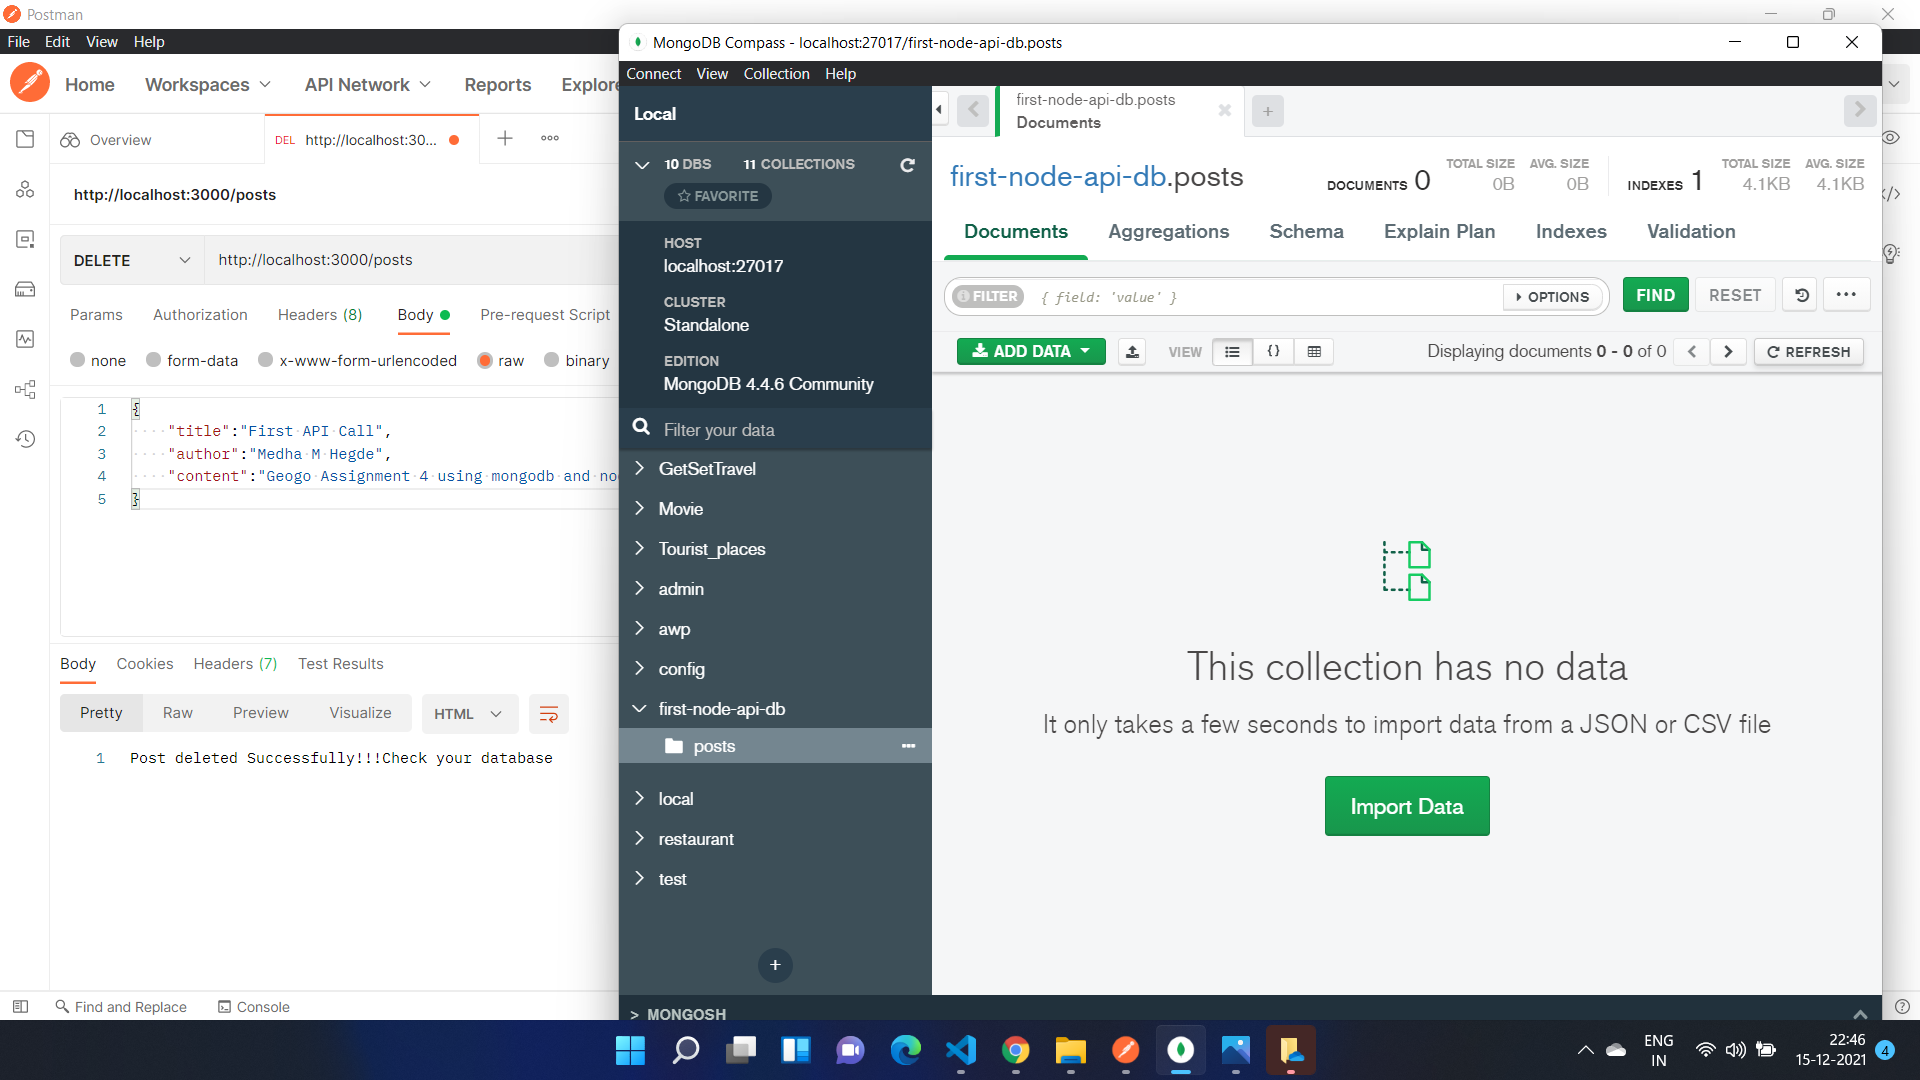 Postman
File Edit View Help
Home Workspaces API Network Reports Explore
Overview
DEL http://localhost:30...
http://localhost:3000/posts
DELETE http://localhost:3000/posts
Params Authorization Headers (8) Body Pre-request Script
none form-data x-www-form-urlencoded raw binary
1 {
2 "title":"First API Call",
3 "author":"Medha M Hegde",
4 "content":"Geogo Assignment 4 using mongodb and no
5 }
Body Cookies Headers (7) Test Results
Pretty Raw Preview Visualize HTML
1 Post deleted Successfully!!!Check your database
Find and Replace Console
MongoDB Compass - localhost:27017/first-node-api-db.posts
Connect View Collection Help
Local
10 DBS 11 COLLECTIONS
FAVORITE
HOST
localhost:27017
CLUSTER
Standalone
EDITION
MongoDB 4.4.6 Community
Filter your data
GetSetTravel
Movie
Tourist_places
admin
awp
config
first-node-api-db
posts
local
restaurant
test
+
first-node-api-db.posts
Documents
first-node-api-db.posts
DOCUMENTS 0 TOTAL SIZE 0B AVG. SIZE 0B
INDEXES 1 TOTAL SIZE 4.1KB AVG. SIZE 4.1KB
Documents Aggregations Schema Explain Plan Indexes Validation
FILTER { field: 'value' } OPTIONS FIND RESET
ADD DATA VIEW Displaying documents 0 - 0 of 0 REFRESH
This collection has no data
It only takes a few seconds to import data from a JSON or CSV file
Import Data
> MONGOSH
ENG
IN
22:46
15-12-2021
4